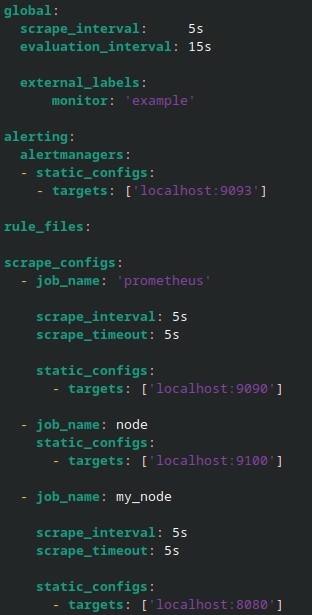 global:
  scrape_interval:     5s
  evaluation_interval: 15s
  external_labels:
      monitor: 'example'
alerting:
  alertmanagers:
  - static_configs:
    - targets: ['localhost:9093']
rule_files:
scrape_configs:
  - job_name: 'prometheus'
    scrape_interval: 5s
    scrape_timeout: 5s
    static_configs:
      - targets: ['localhost:9090']
  - job_name: node
    static_configs:
      - targets: ['localhost:9100']
  - job_name: my_node
    scrape_interval: 5s
    scrape_timeout: 5s
    static_configs:
      - targets: ['localhost:8080']